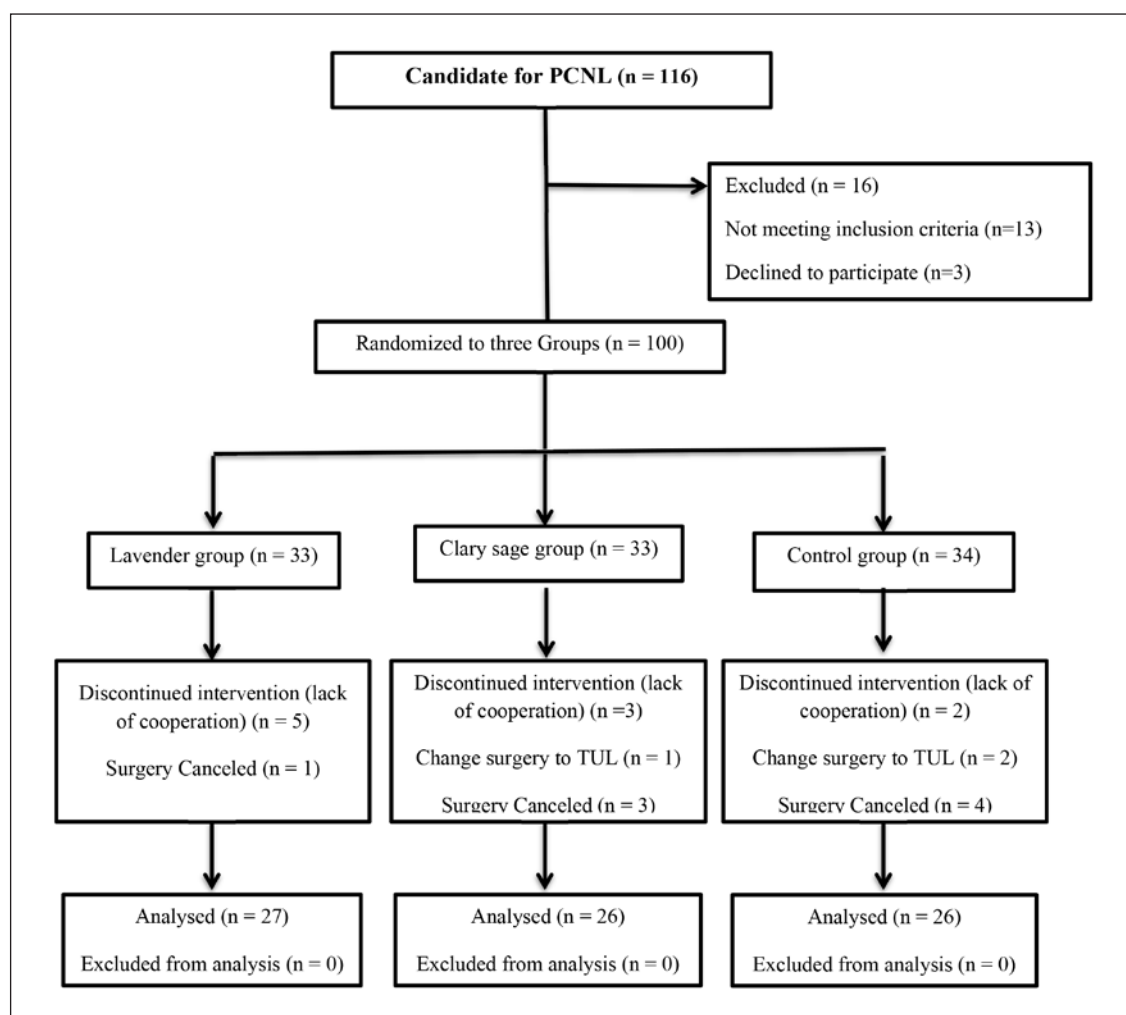 Candidate for PCNL (n = 116)
Excluded (n = 16)
Not meeting inclusion criteria (n=13)
Declined to participate (n=3)
Randomized to three Groups (n = 100)
Lavender group (n = 33)
Clary sage group (n = 33)
Control group (n = 34)
Discontinued intervention (lack
of cooperation) (n = 5)
Surgery Canceled (n = 1)
Discontinued intervention (lack
of cooperation) (n =3)
Change surgery to TUL (n = 1)
Surgery Canceled (n = 3)
Discontinued intervention (lack of
cooperation) (n = 2)
Change surgery to TUL (n = 2)
Surgery Canceled (n = 4)
Analysed (n = 27)
Excluded from analysis (n = 0)
Analysed (n = 26)
Excluded from analysis (n = 0)
Analysed (n = 26)
Excluded from analysis (n = 0)